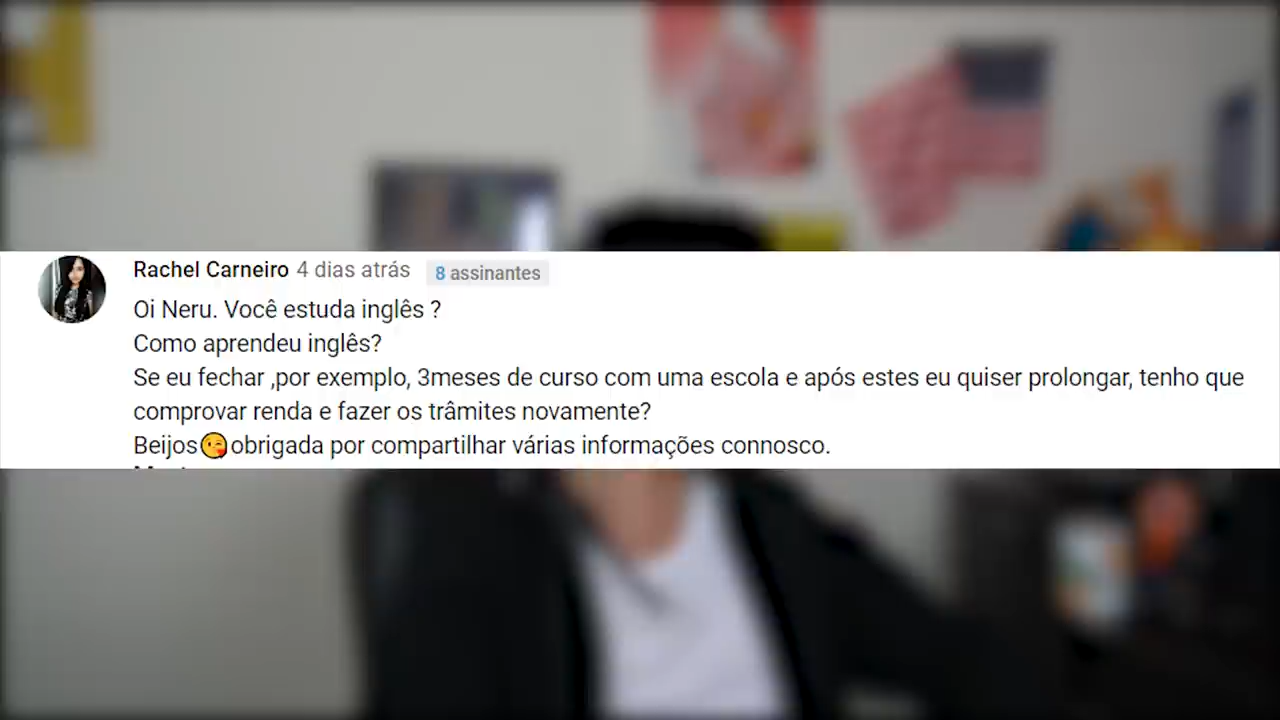 Rachel Carneiro 4 dias atrás 8 assinantes
Oi Neru. Você estuda inglês ?
Como aprendeu inglês?
Se eu fechar ,por exemplo, 3meses de curso com uma escola e após estes eu quiser prolongar, tenho que
comprovar renda e fazer os trâmites novamente?
Beijos😘obrigada por compartilhar várias informações connosco.